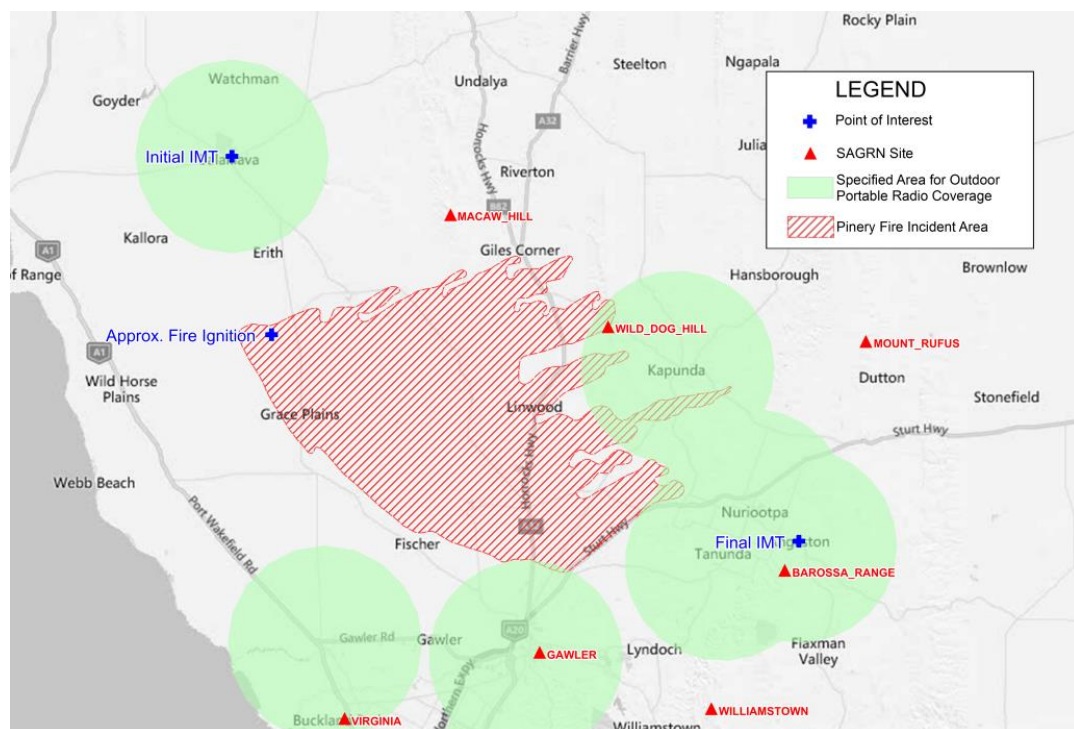 Rocky Plain
Barrier Hwy
Steelton
Ngapala
Watchman
Undalya
Goyder
LEGEND
Point of Interest
A32
Horrocks Hwy
Julia
SAGRN Site
Initial IMT
Riverton
Specified Area for Outdoor
Portable Radio Coverage
B82
MACAW_HILL
Pinery Fire Incident Area
Kallora
A1
Erith
Giles Corner
of Range
Hansborough
Brownlow
Approx. Fire Ignition
WILD_DOG_HILL
MOUNT_RUFUS
A1
Kapunda
Wild Horse
Plains
Dutton
Grace Plains
Linwood
Stonefield
Sturt Hwy
Horrocks Hwy
Webb Beach
Port Wakefield Rd
Nuriootpa
Sturt Hwy
Fischer
Final IMT
Tanunda
BAROSSA_RANGE
A20
Gawler Rd
Gawler
GAWLER
Lyndoch
Flaxman
Valley
Northern Expy
VIRGINIA
WILLIAMSTOWN
Williamstown